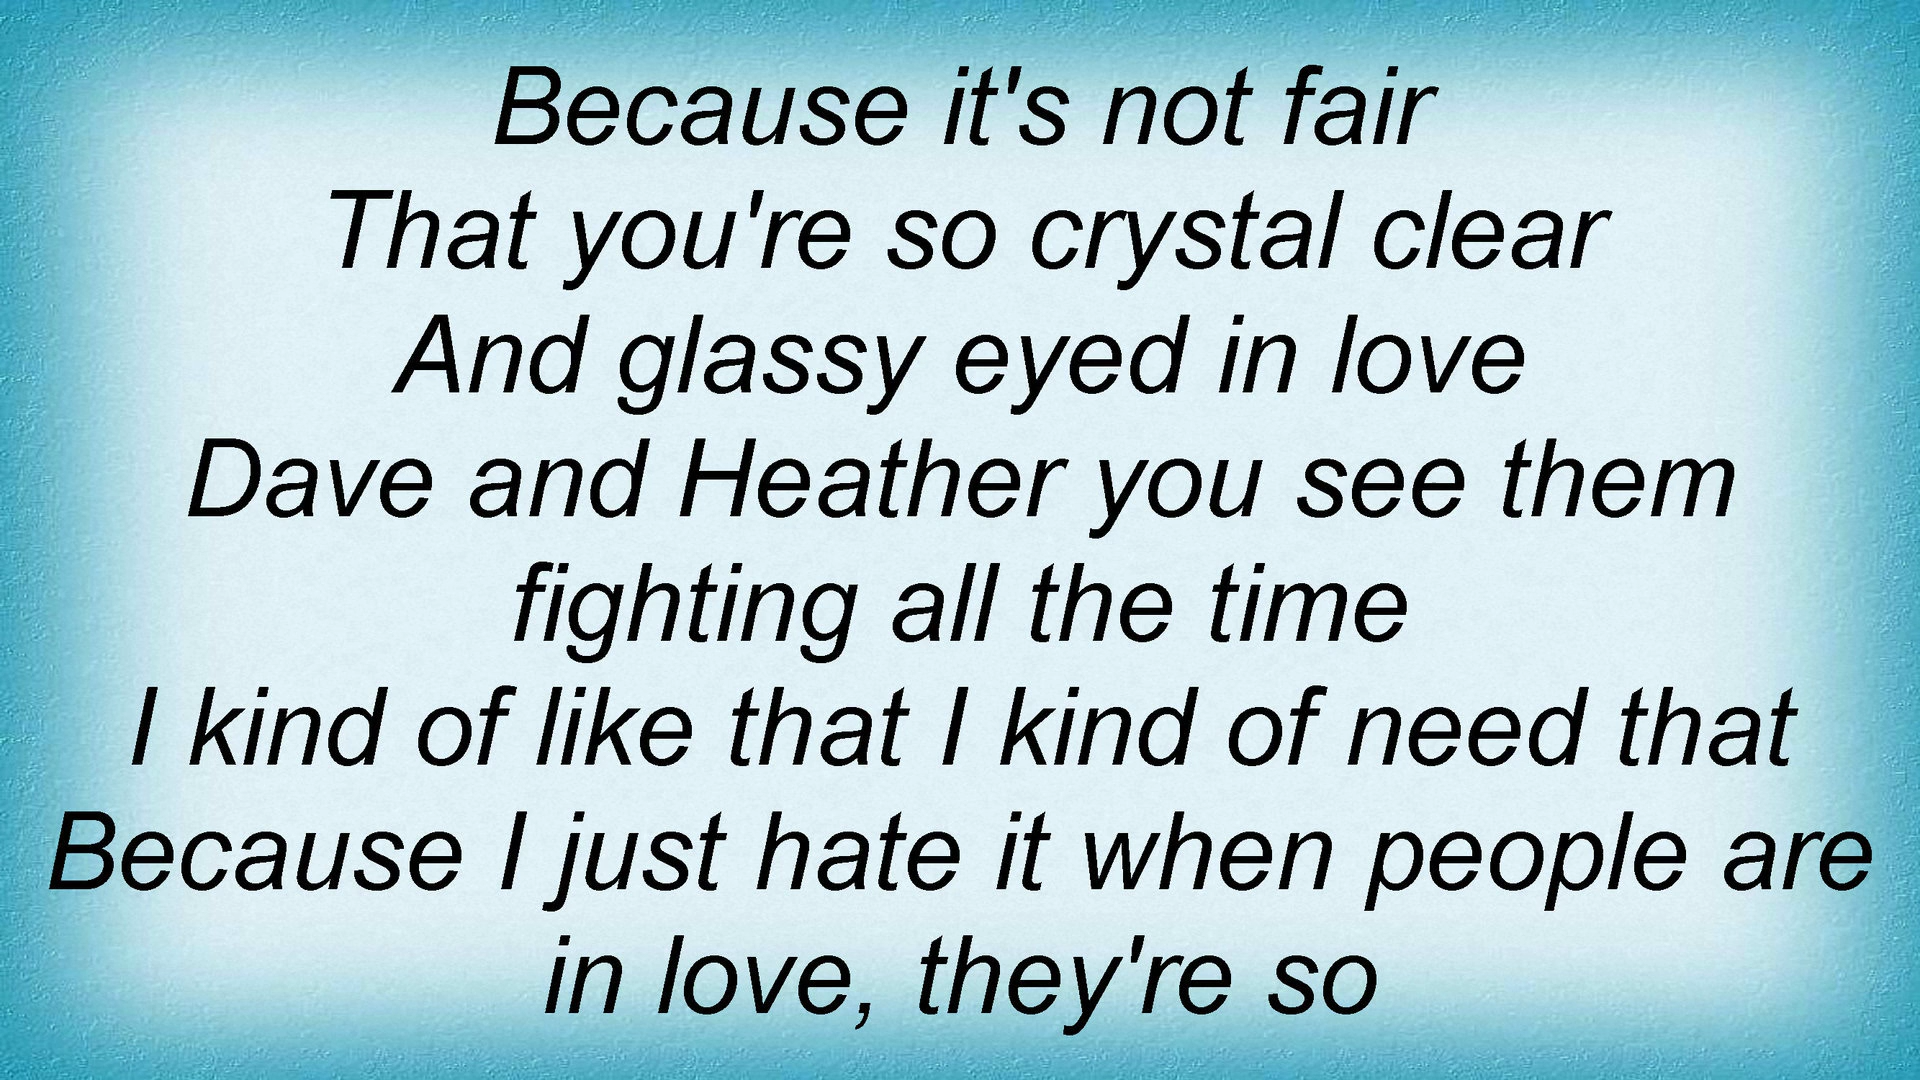 Because it's not fair
That you're so crystal clear
And glassy eyed in love
Dave and Heather you see them
fighting all the time
I kind of like that I kind of need that
Because I just hate it when people are
in love, they're so